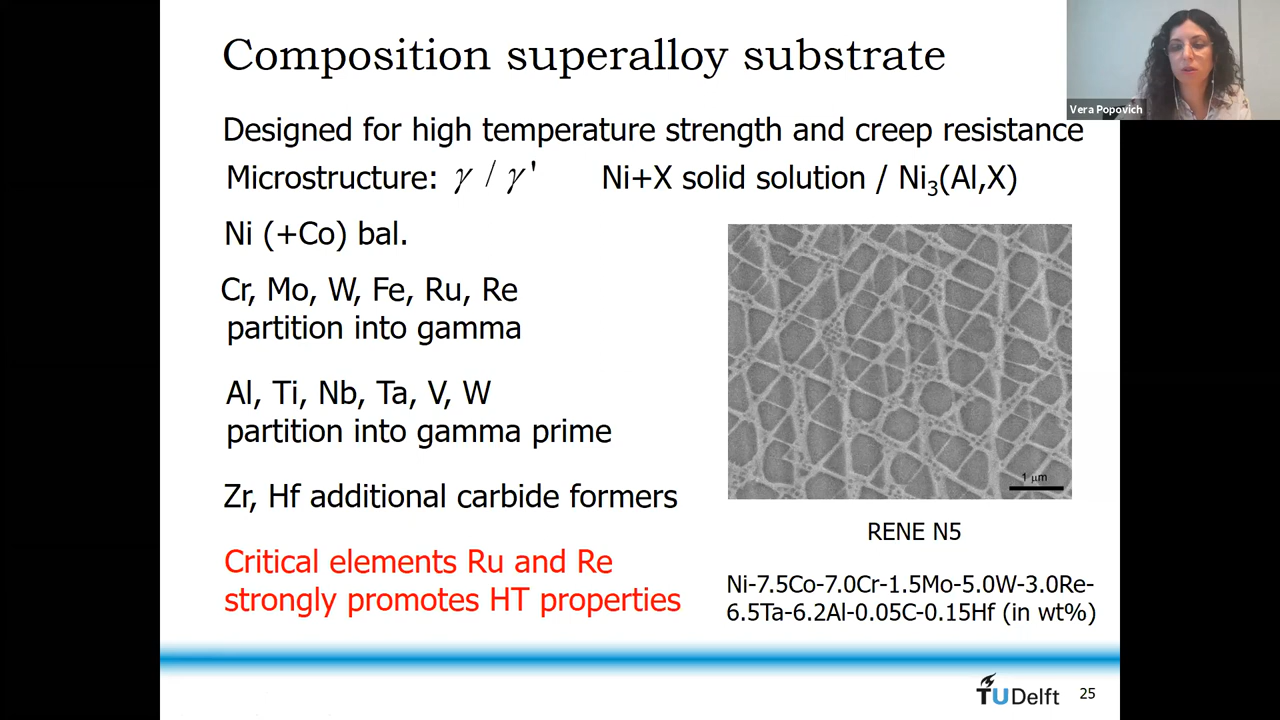 Composition superalloy substrate
Vera Popovich
Designed for high temperature strength and creep resistance
Microstructure: γ / γ' Ni+X solid solution / Ni₃(Al,X)
Ni (+Co) bal.
Cr, Mo, W, Fe, Ru, Re
partition into gamma
Al, Ti, Nb, Ta, V, W
partition into gamma prime
Zr, Hf additional carbide formers
Critical elements Ru and Re
strongly promotes HT properties
1 µm
RENE N5
Ni-7.5Co-7.0Cr-1.5Mo-5.0W-3.0Re-
6.5Ta-6.2Al-0.05C-0.15Hf (in wt%)
TUDelft
25